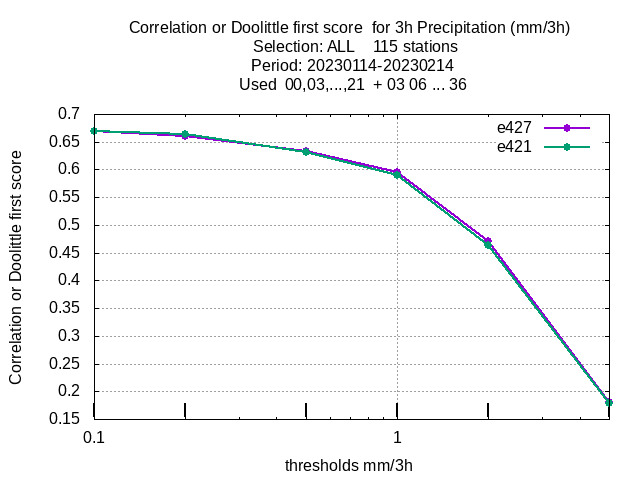 Correlation or Doolittle first score  for 3h Precipitation (mm/3h)
Selection: ALL    115 stations
Period: 20230114-20230214
Used  00,03,...,21  + 03 06 ... 36
Correlation or Doolittle first score
0.7
0.65
0.6
0.55
0.5
0.45
0.4
0.35
0.3
0.25
0.2
0.15
e427
e421
0.1
1
thresholds mm/3h